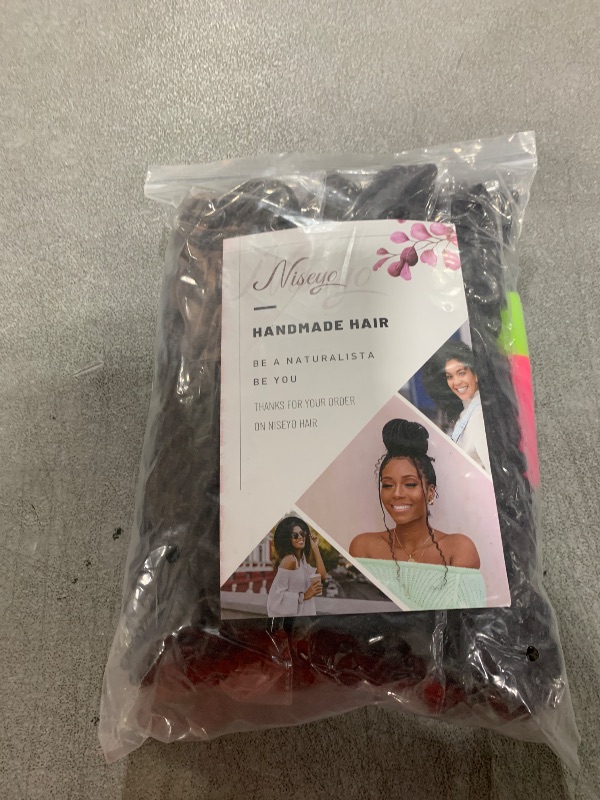 Niseyo
HANDMADE HAIR
BE A NATURALISTA
BE YOU
THANKS FOR YOUR ORDER
ON NISEYO HAIR